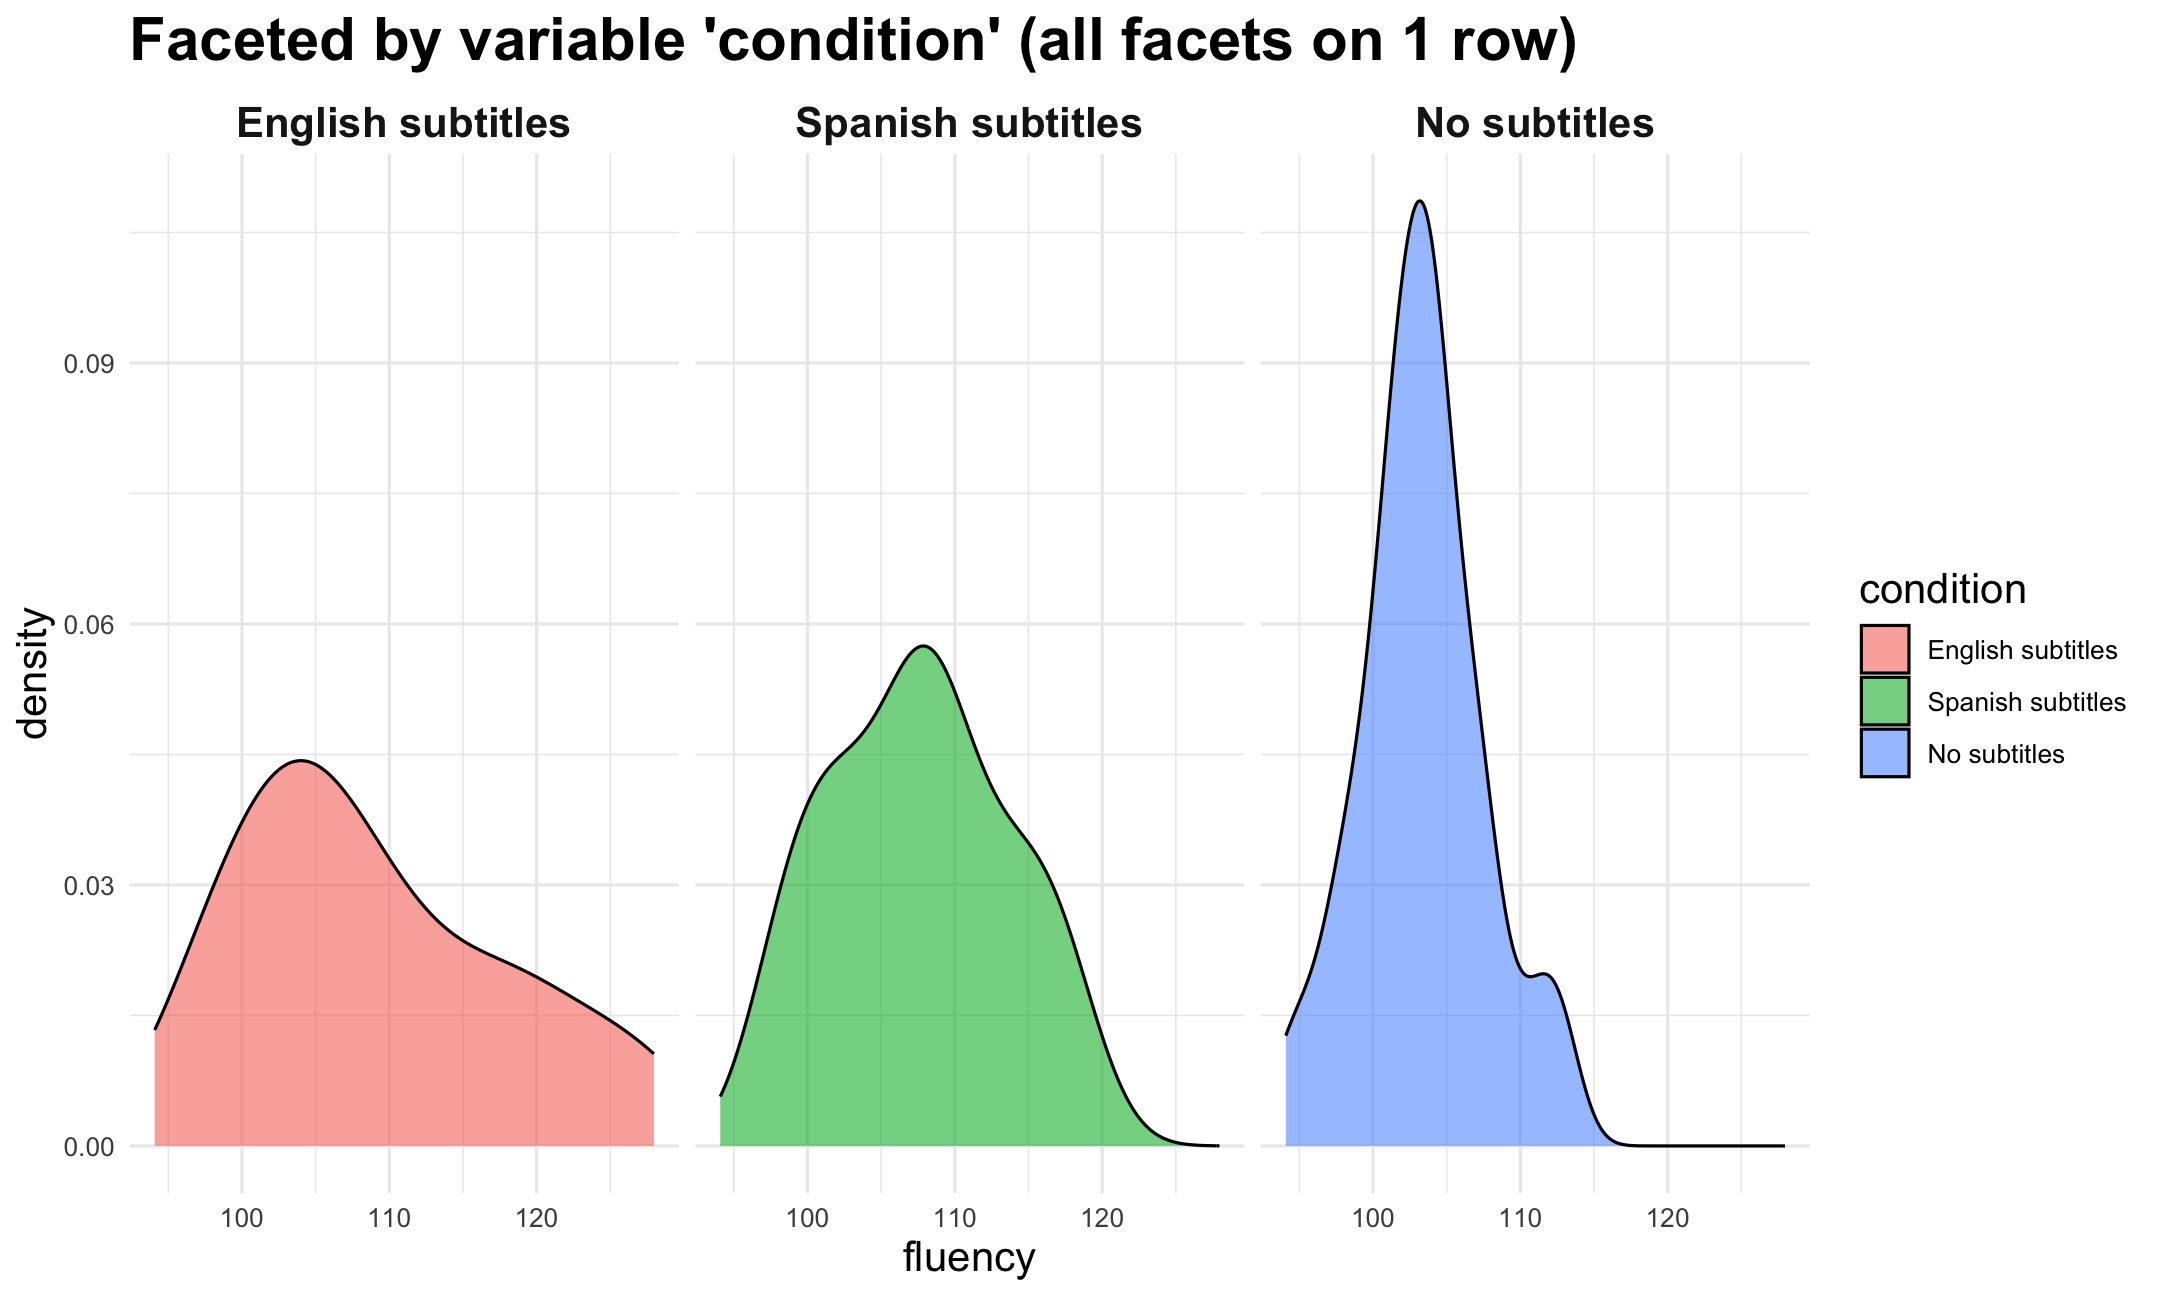 Faceted by variable 'condition' (all facets on 1 row)
English subtitles
Spanish subtitles
No subtitles
density
0.09
0.06
0.03
0.00
100 110 120
100 110 120
100 110 120
fluency
condition
English subtitles
Spanish subtitles
No subtitles